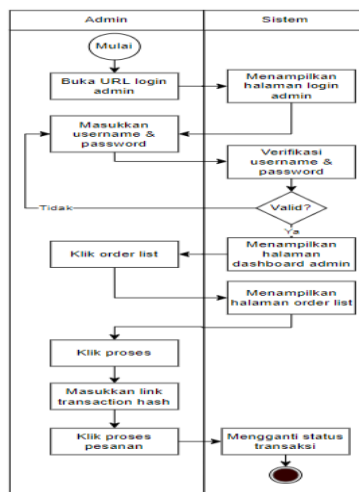 Admin
Sistem
Mulai
Buka URL login
admin
Menampilkan
halaman login
admin
Masukkan
username &
password
Verifikasi
username &
password
Tidak
Valid?
Ya
Klik order list
Menampilkan
halaman
dashboard admin
Menampilkan
halaman order list
Klik proses
Masukkan link
transaction hash
Klik proses
pesanan
Mengganti status
transaksi